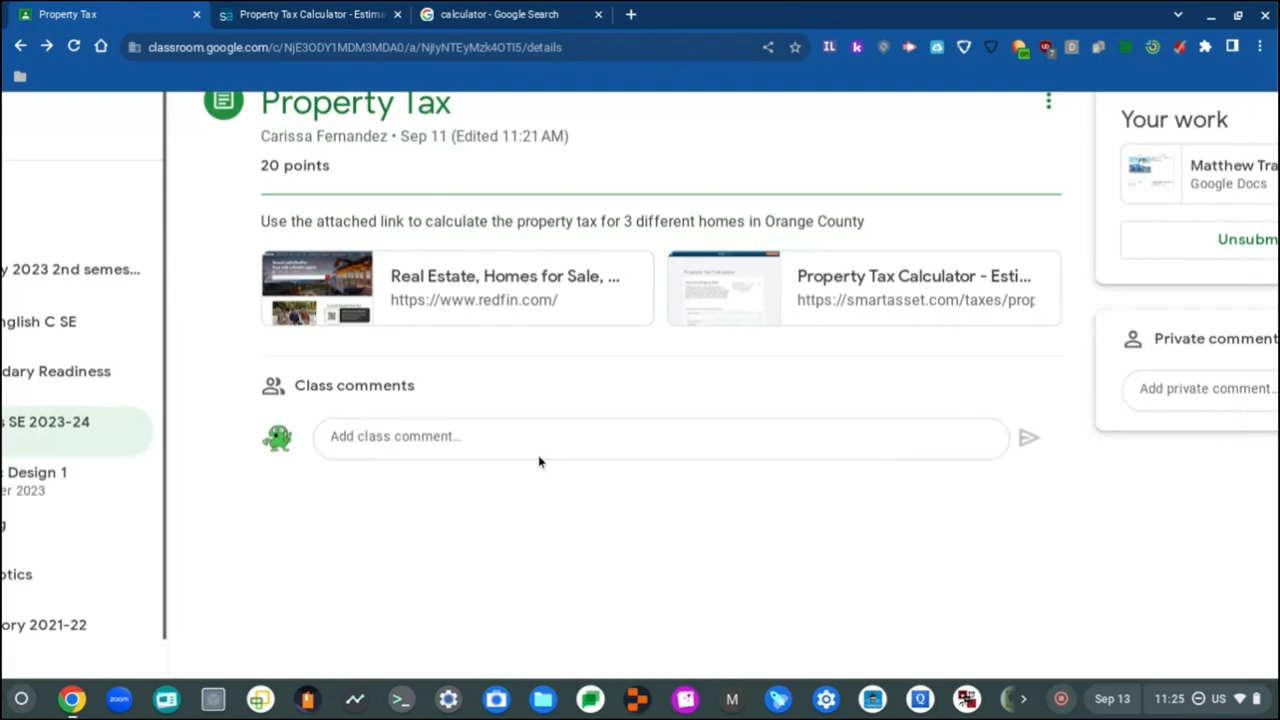 Property Tax
Property Tax Calculator - Estima
calculator - Google Search
classroom.google.com/c/NjE3ODY1MDM3MDA0/a/NjIyNTEyMzk4OTI5/details
Property Tax
Carissa Fernandez • Sep 11 (Edited 11:21 AM)
20 points
Use the attached link to calculate the property tax for 3 different homes in Orange County
Real Estate, Homes for Sale, ...
https://www.redfin.com/
Property Tax Calculator - Esti...
https://smartasset.com/taxes/prop
Class comments
Add class comment...
Your work
Matthew Tra
Google Docs
Unsubm
Private comment
Add private comment...
y 2023 2nd semes...
nglish C SE
dary Readiness
s SE 2023-24
c Design 1
er 2023
g
otics
ory 2021-22
zoom
Sep 13
11:25
US